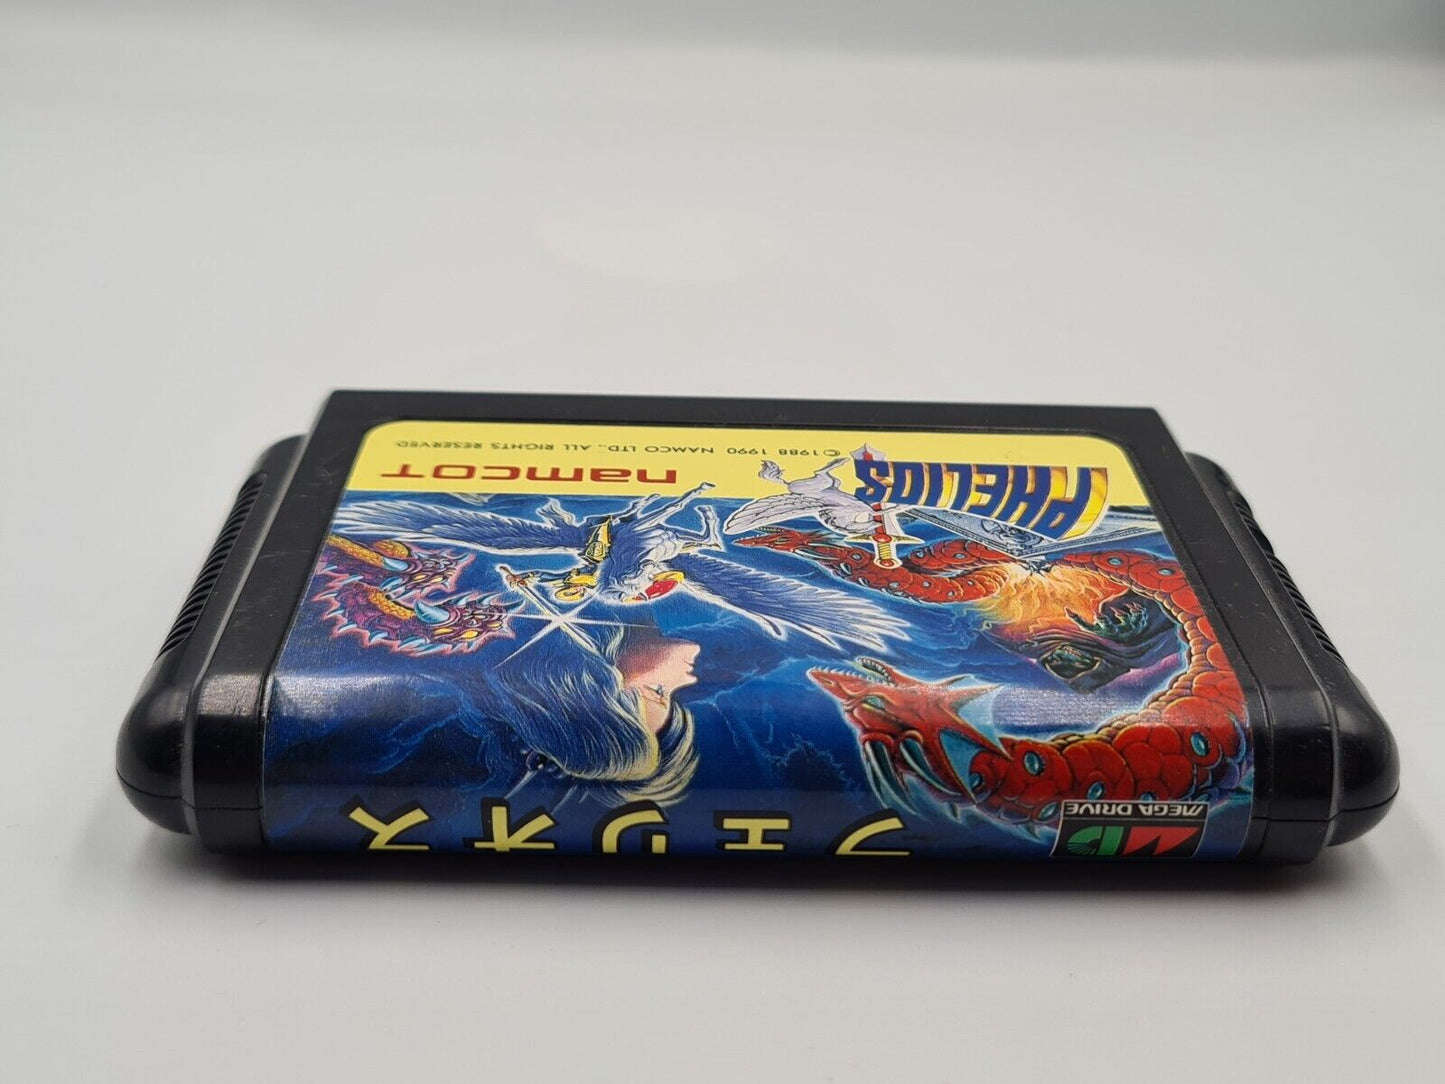 フェリオス
MEGA DRIVE
PHELIOS
namcot
©1988 1990 NAMCO LTD., ALL RIGHTS RESERVED